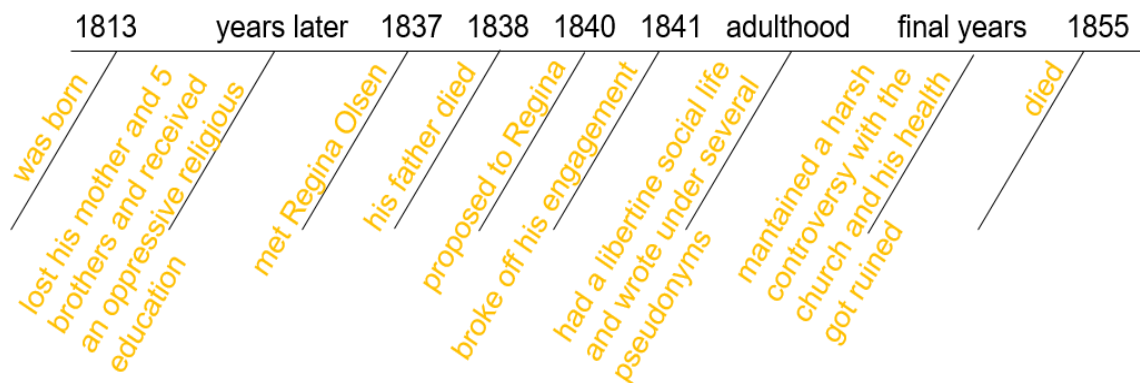 1813 years later 1837 1838 1840 1841 adulthood final years 1855
was born
lost his mother and 5
brothers and received
an oppressive religious
education
met Regina Olsen
his father died
proposed to Regina
broke off his engagement
had a libertine social life
and wrote under several
pseudonyms
mantained a harsh
controversy with the
church and his health
got ruined
died